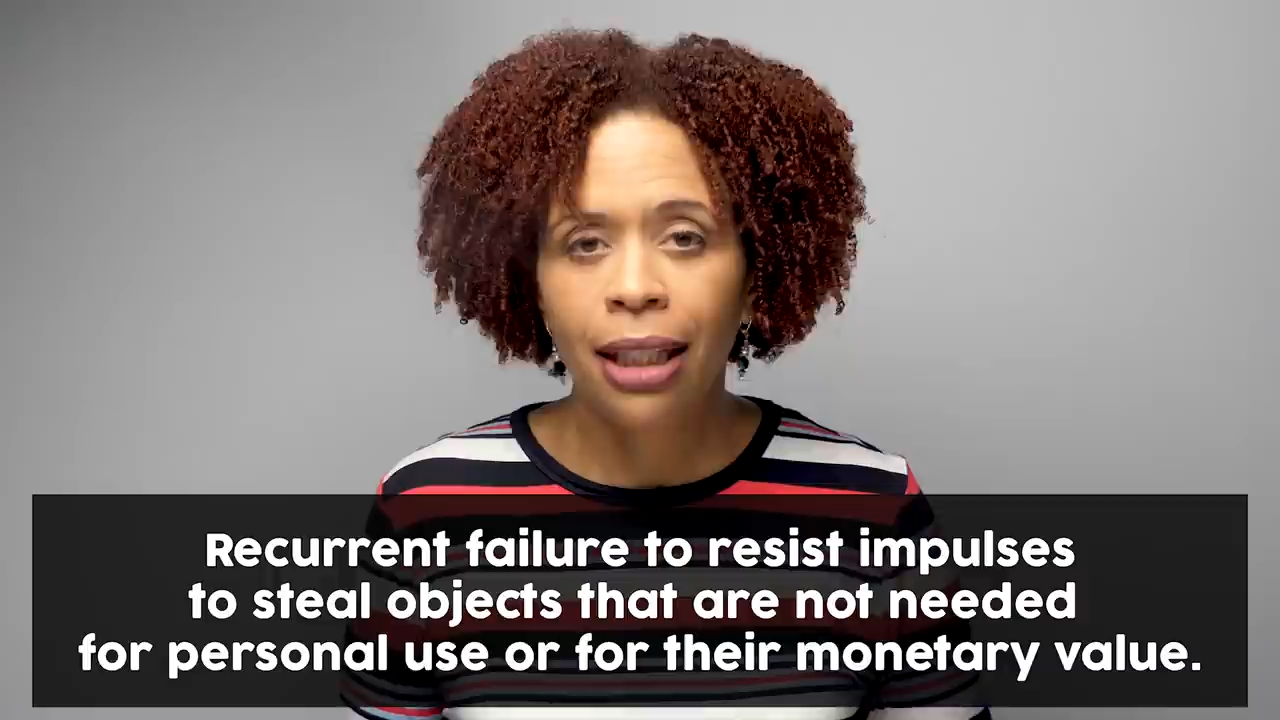 Recurrent failure to resist impulses
to steal objects that are not needed
for personal use or for their monetary value.